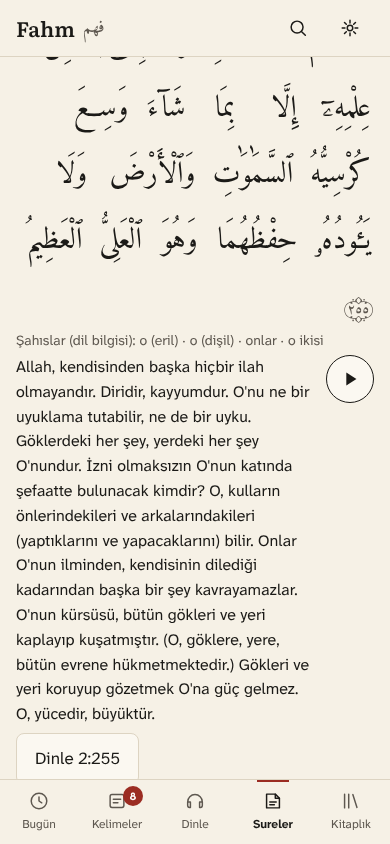 Fahm فهم
عِلْمِهِۦٓ إِلَّا بِمَا شَآءَ وَسِعَ
كُرْسِيُّهُ ٱلسَّمَـٰوَٰتِ وَٱلْأَرْضَ وَلَا
يَـُٔودُهُۥ حِفْظُهُمَا وَهُوَ ٱلْعَلِىُّ ٱلْعَظِيمُ
٢٥٥
Şahıslar (dil bilgisi): o (eril) · o (dişil) · onlar · o ikisi
Allah, kendisinden başka hiçbir ilah
olmayandır. Diridir, kayyumdur. O'nu ne bir
uyuklama tutabilir, ne de bir uyku.
Göklerdeki her şey, yerdeki her şey
O'nundur. İzni olmaksızın O'nun katında
şefaatte bulunacak kimdir? O, kulların
önlerindekileri ve arkalarındakileri
(yaptıklarını ve yapacaklarını) bilir. Onlar
O'nun ilminden, kendisinin dilediği
kadarından başka bir şey kavrayamazlar.
O'nun kürsüsü, bütün gökleri ve yeri
kaplayıp kuşatmıştır. (O, göklere, yere,
bütün evrene hükmetmektedir.) Gökleri ve
yeri koruyup gözetmek O'na güç gelmez.
O, yücedir, büyüktür.
Dinle 2:255
8
Bugün Kelimeler Dinle Sureler Kitaplık